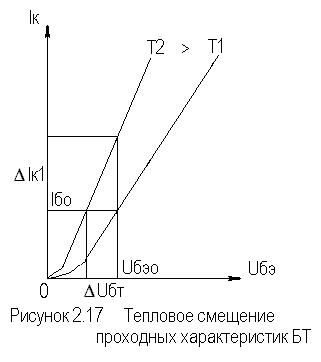 Iк
T2 > T1
ΔIк1
Iбо
Uбэо
Uбэ
0
ΔUбт
Рисунок 2.17 Тепловое смещение
проходных характеристик БТ